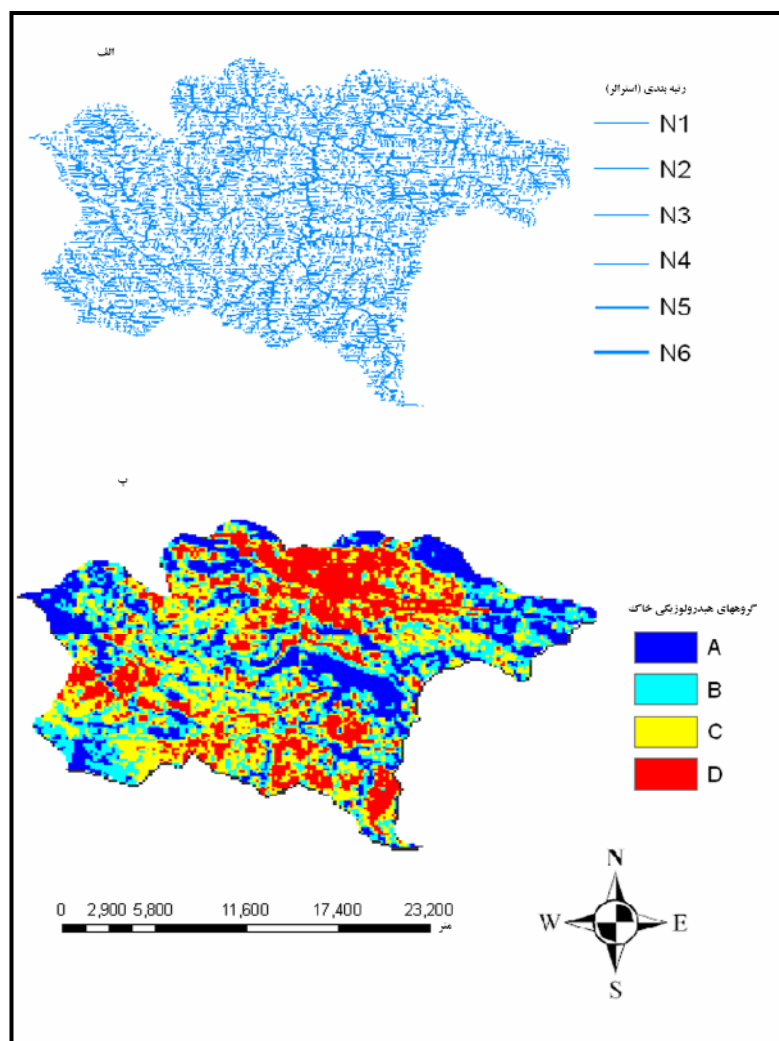 الف
رتبه بندی (استرالر)
N1
N2
N3
N4
N5
N6
ب
گروههای هیدرولوژیکی خاک
A
B
C
D
0 2,900 5,800 11,600 17,400 23,200
متر
N
W E
S